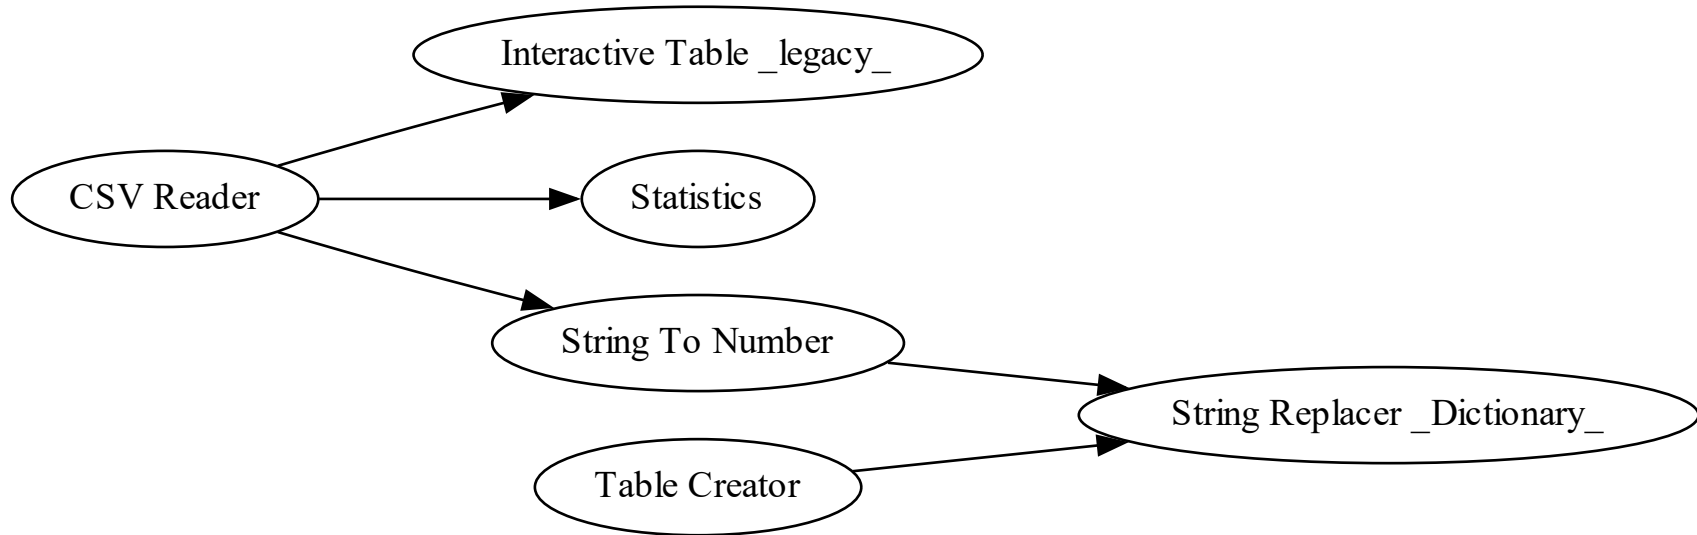 Interactive Table _legacy_
CSV Reader
Statistics
String To Number
String Replacer _Dictionary_
Table Creator